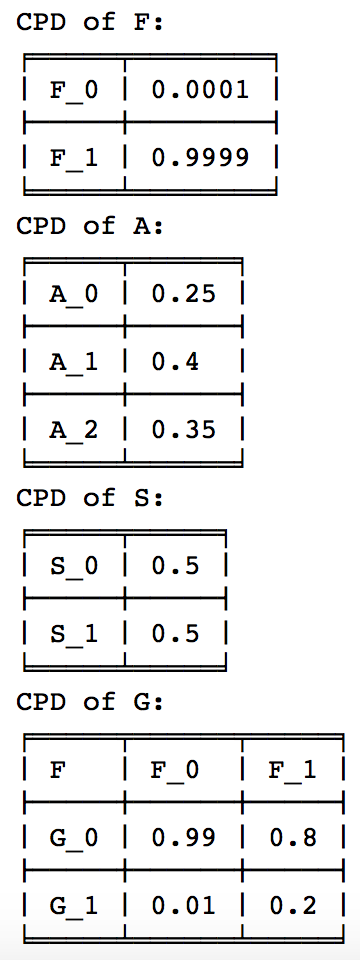 CPD of F:
F_0 | 0.0001
F_1 | 0.9999
CPD of A:
A_0 | 0.25
A_1 | 0.4
A_2 | 0.35
CPD of S:
S_0 | 0.5
S_1 | 0.5
CPD of G:
F | F_0 | F_1
G_0 | 0.99 | 0.8
G_1 | 0.01 | 0.2